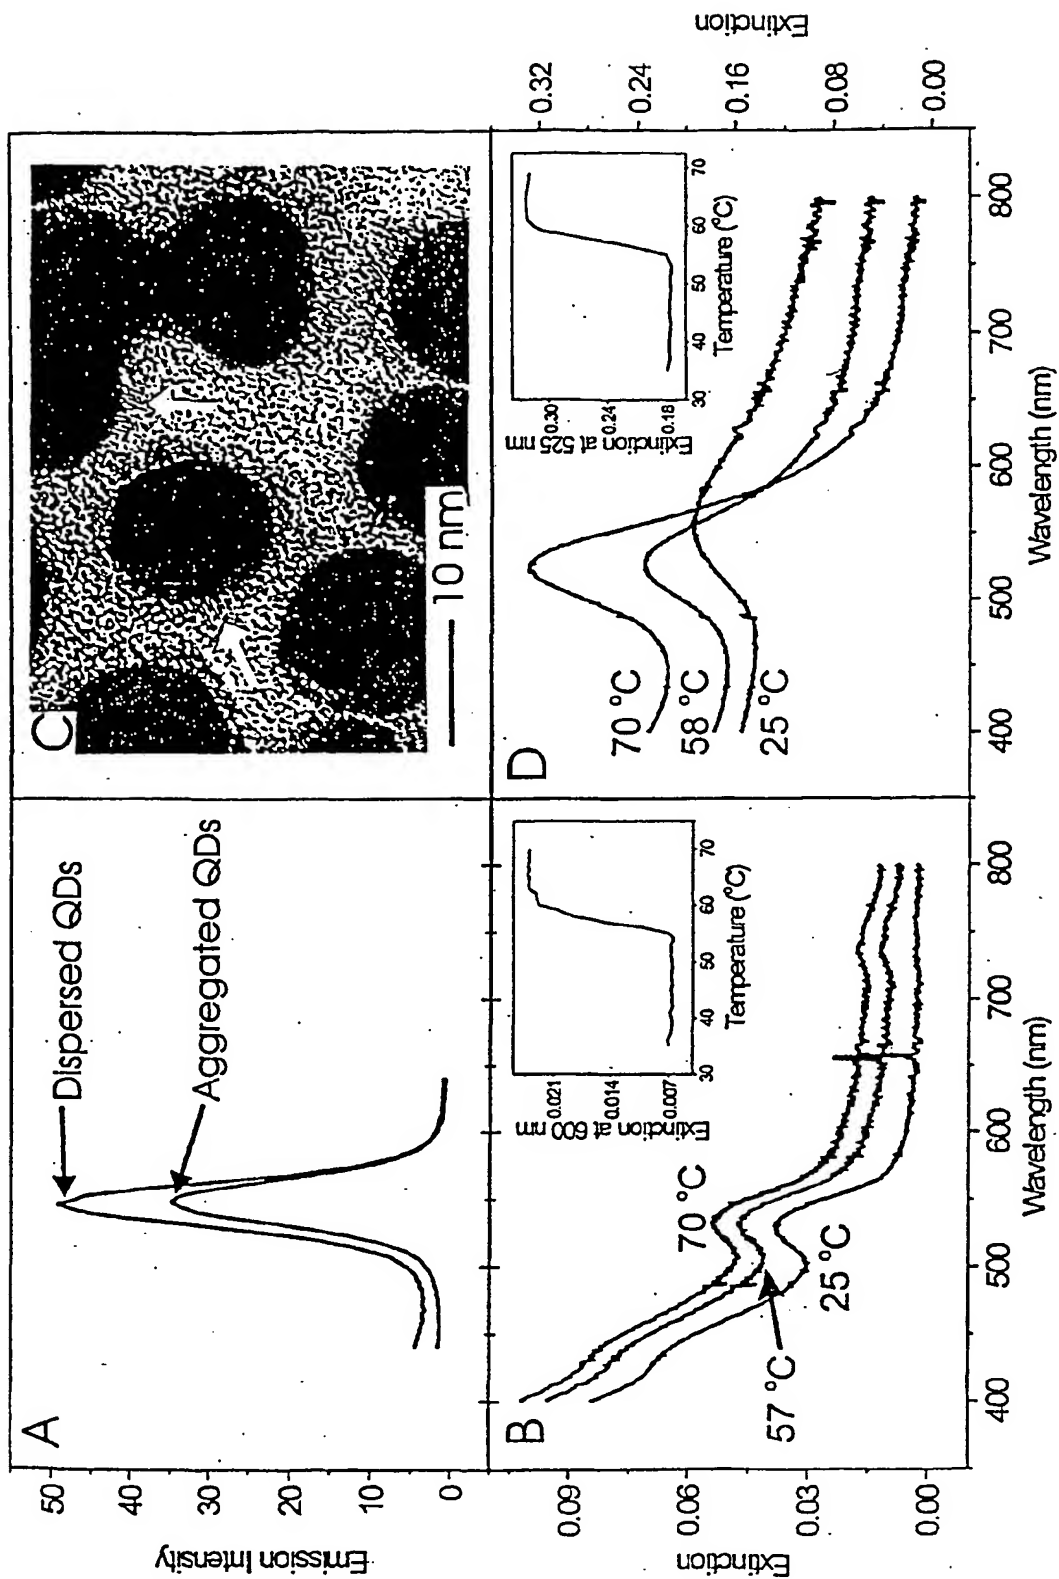 A
Dispersed QDs
Aggregated QDs
50
40
30
20
10
0
Emission Intensity
C
10 nm
B
70 °C
57 °C
25 °C
0.09
0.06
0.03
0.00
Extinction
400
500
600
700
800
Wavelength (nm)
Extinction at 600 nm
0.021
0.014
0.007
30
40
50
60
70
Temperature (°C)
D
70 °C
58 °C
25 °C
Extinction
0.32
0.24
0.16
0.08
0.00
400
500
600
700
800
Wavelength (nm)
Extinction at 525 nm
0.30
0.24
0.18
30
40
50
60
70
Temperature (°C)